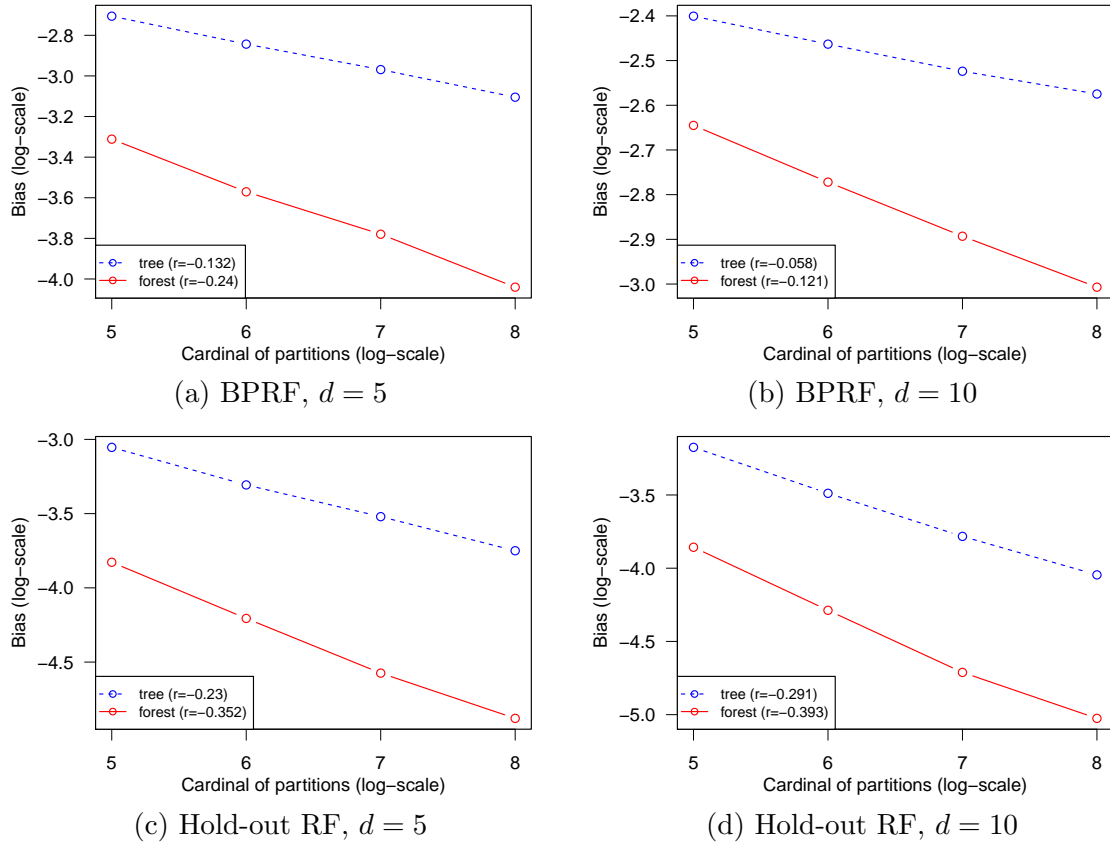 −2.8
−3.0
−3.2
−3.4
−3.6
−3.8
−4.0
Bias (log−scale)
tree (r=−0.132)
forest (r=−0.24)
5 6 7 8
Cardinal of partitions (log−scale)
(a) BPRF, d = 5
−2.4
−2.5
−2.6
−2.7
−2.8
−2.9
−3.0
Bias (log−scale)
tree (r=−0.058)
forest (r=−0.121)
5 6 7 8
Cardinal of partitions (log−scale)
(b) BPRF, d = 10
−3.0
−3.5
−4.0
−4.5
Bias (log−scale)
tree (r=−0.23)
forest (r=−0.352)
5 6 7 8
Cardinal of partitions (log−scale)
(c) Hold-out RF, d = 5
−3.5
−4.0
−4.5
−5.0
Bias (log−scale)
tree (r=−0.291)
forest (r=−0.393)
5 6 7 8
Cardinal of partitions (log−scale)
(d) Hold-out RF, d = 10